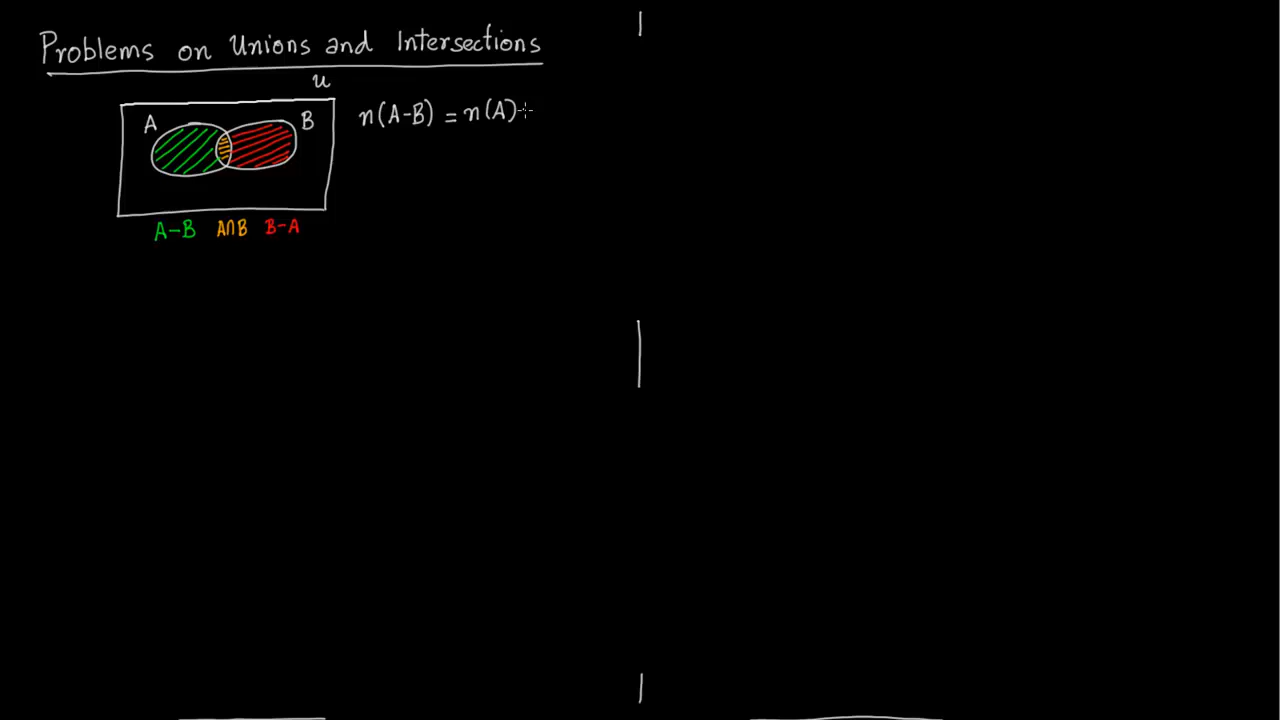 Problems on Unions and Intersections
u
A B
n(A-B) = n(A)
A-B A∩B B-A